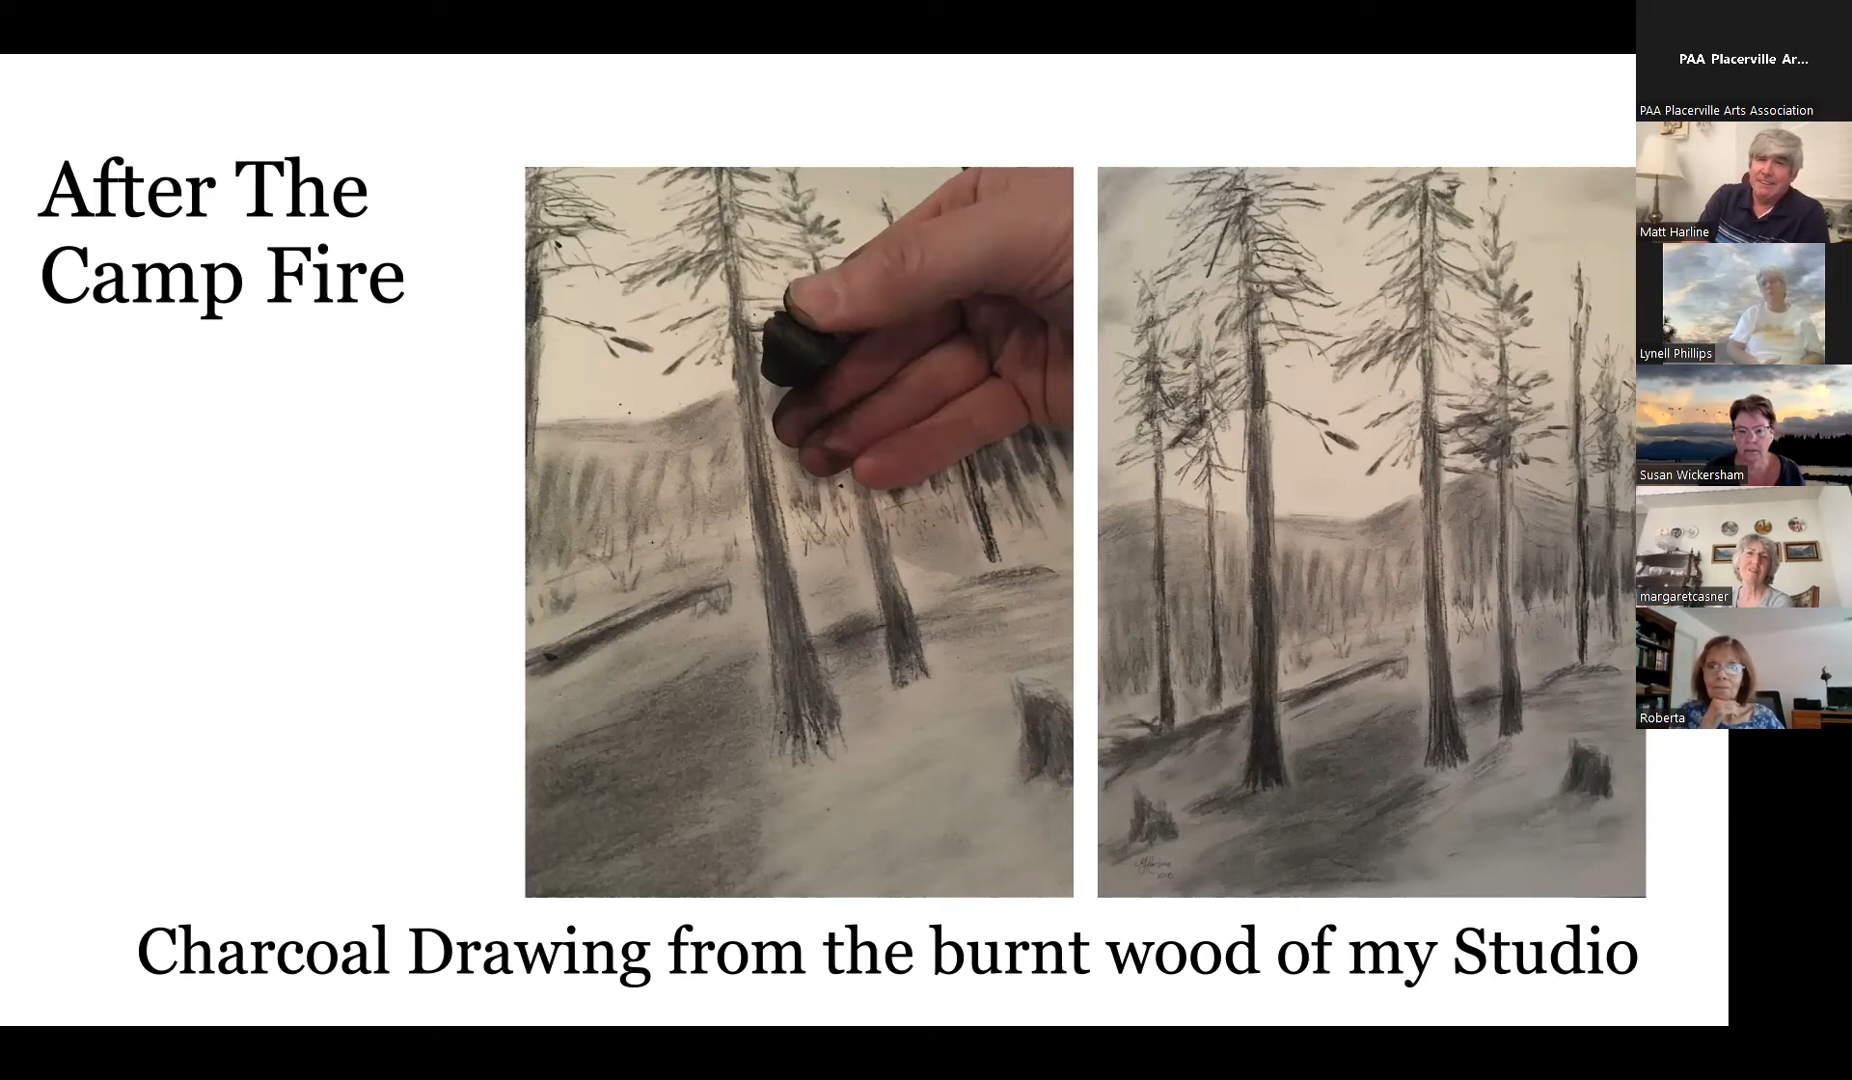 After The
Camp Fire
Charcoal Drawing from the burnt wood of my Studio
PAA Placerville Ar...
PAA Placerville Arts Association
Matt Harline
Lynell Phillips
Susan Wickersham
margaretcasner
Roberta